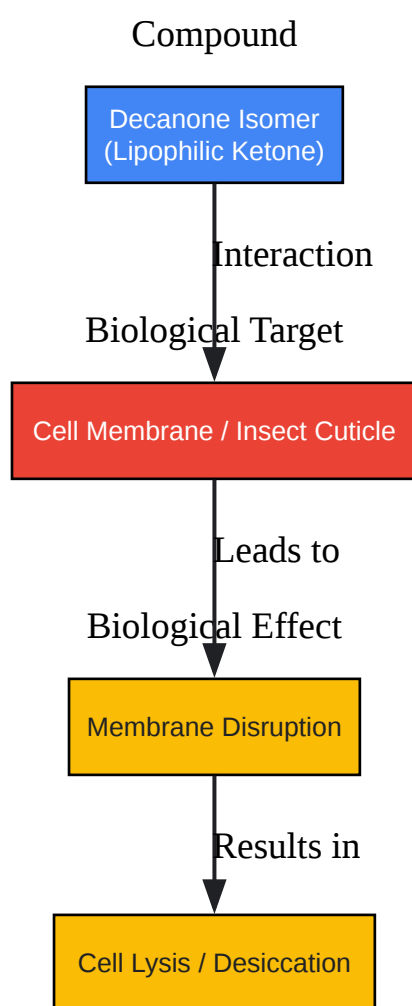 Compound
Decanone Isomer
(Lipophilic Ketone)
Interaction
Biological Target
Cell Membrane / Insect Cuticle
Leads to
Biological Effect
Membrane Disruption
Results in
Cell Lysis / Desiccation